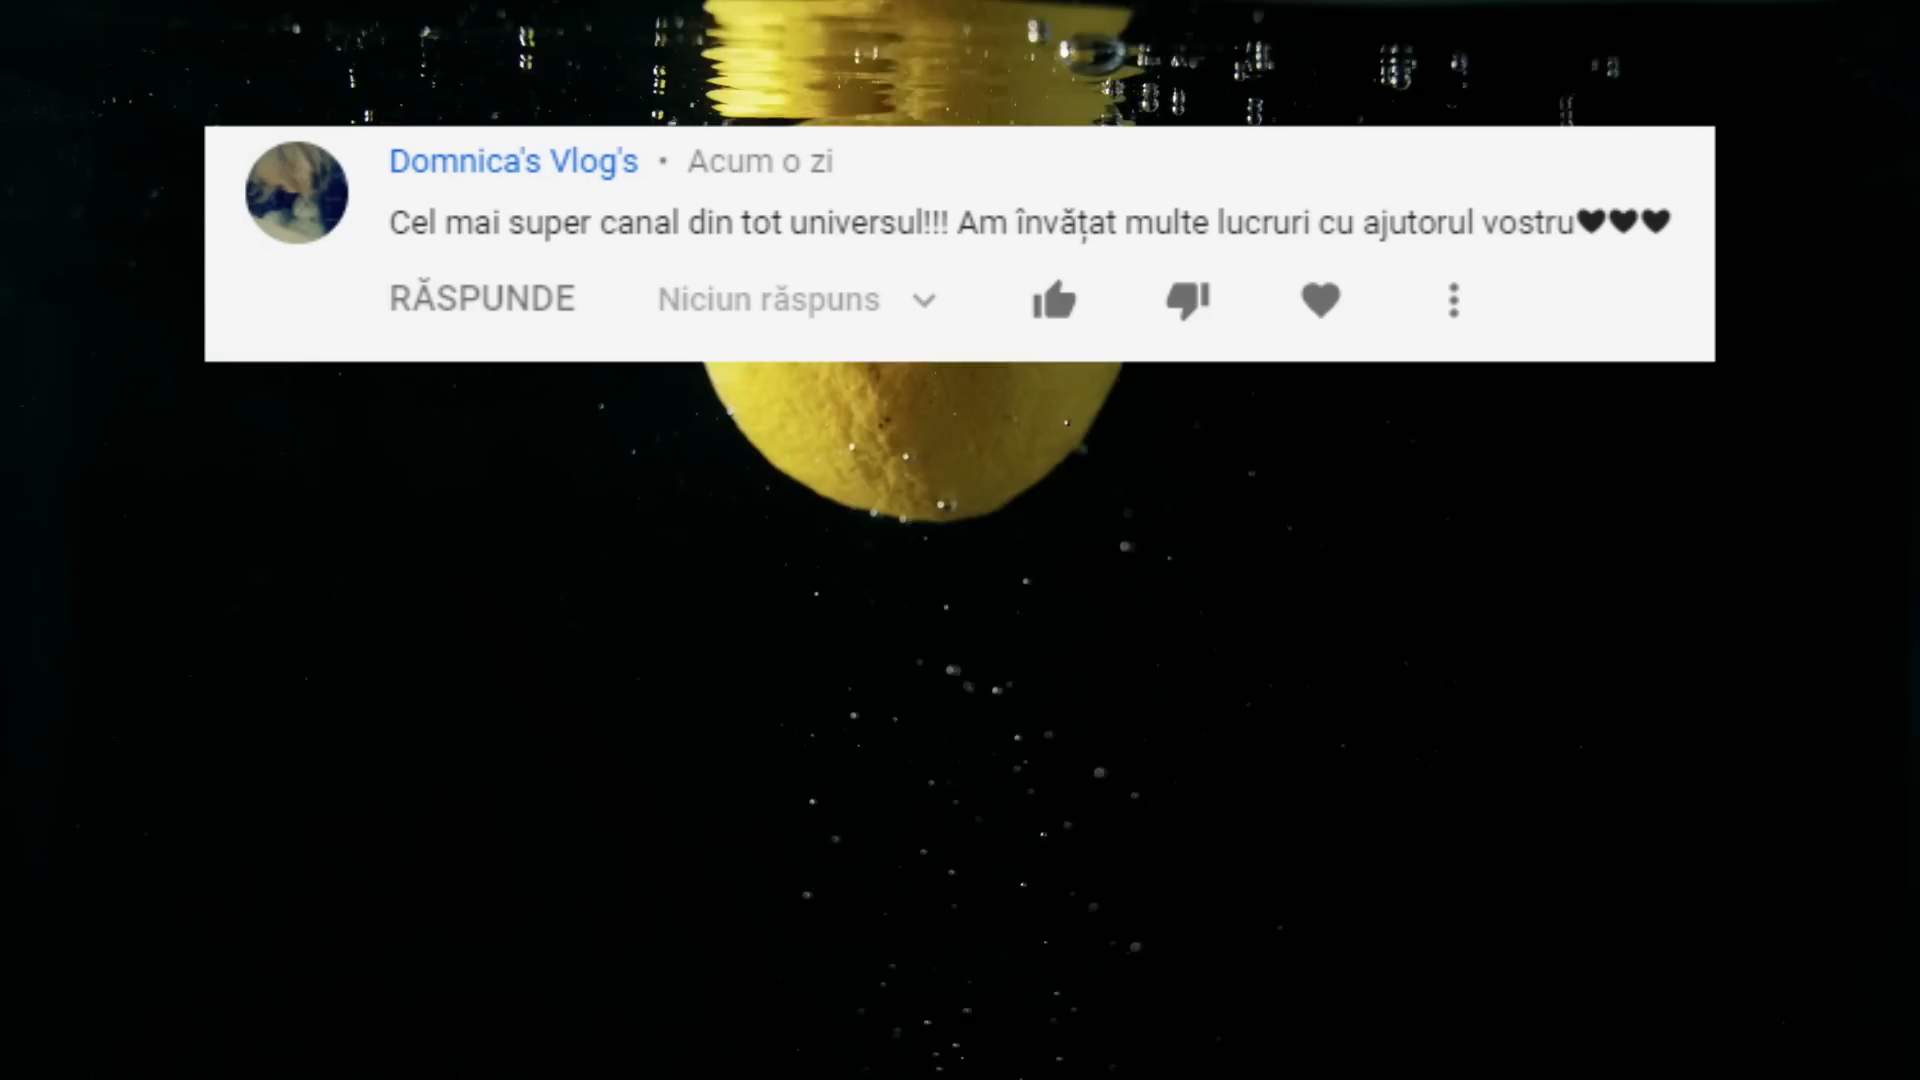 Domnica's Vlog's • Acum o zi
Cel mai super canal din tot universul!!! Am învățat multe lucruri cu ajutorul vostru🖤🖤🖤
RĂSPUNDE Niciun răspuns